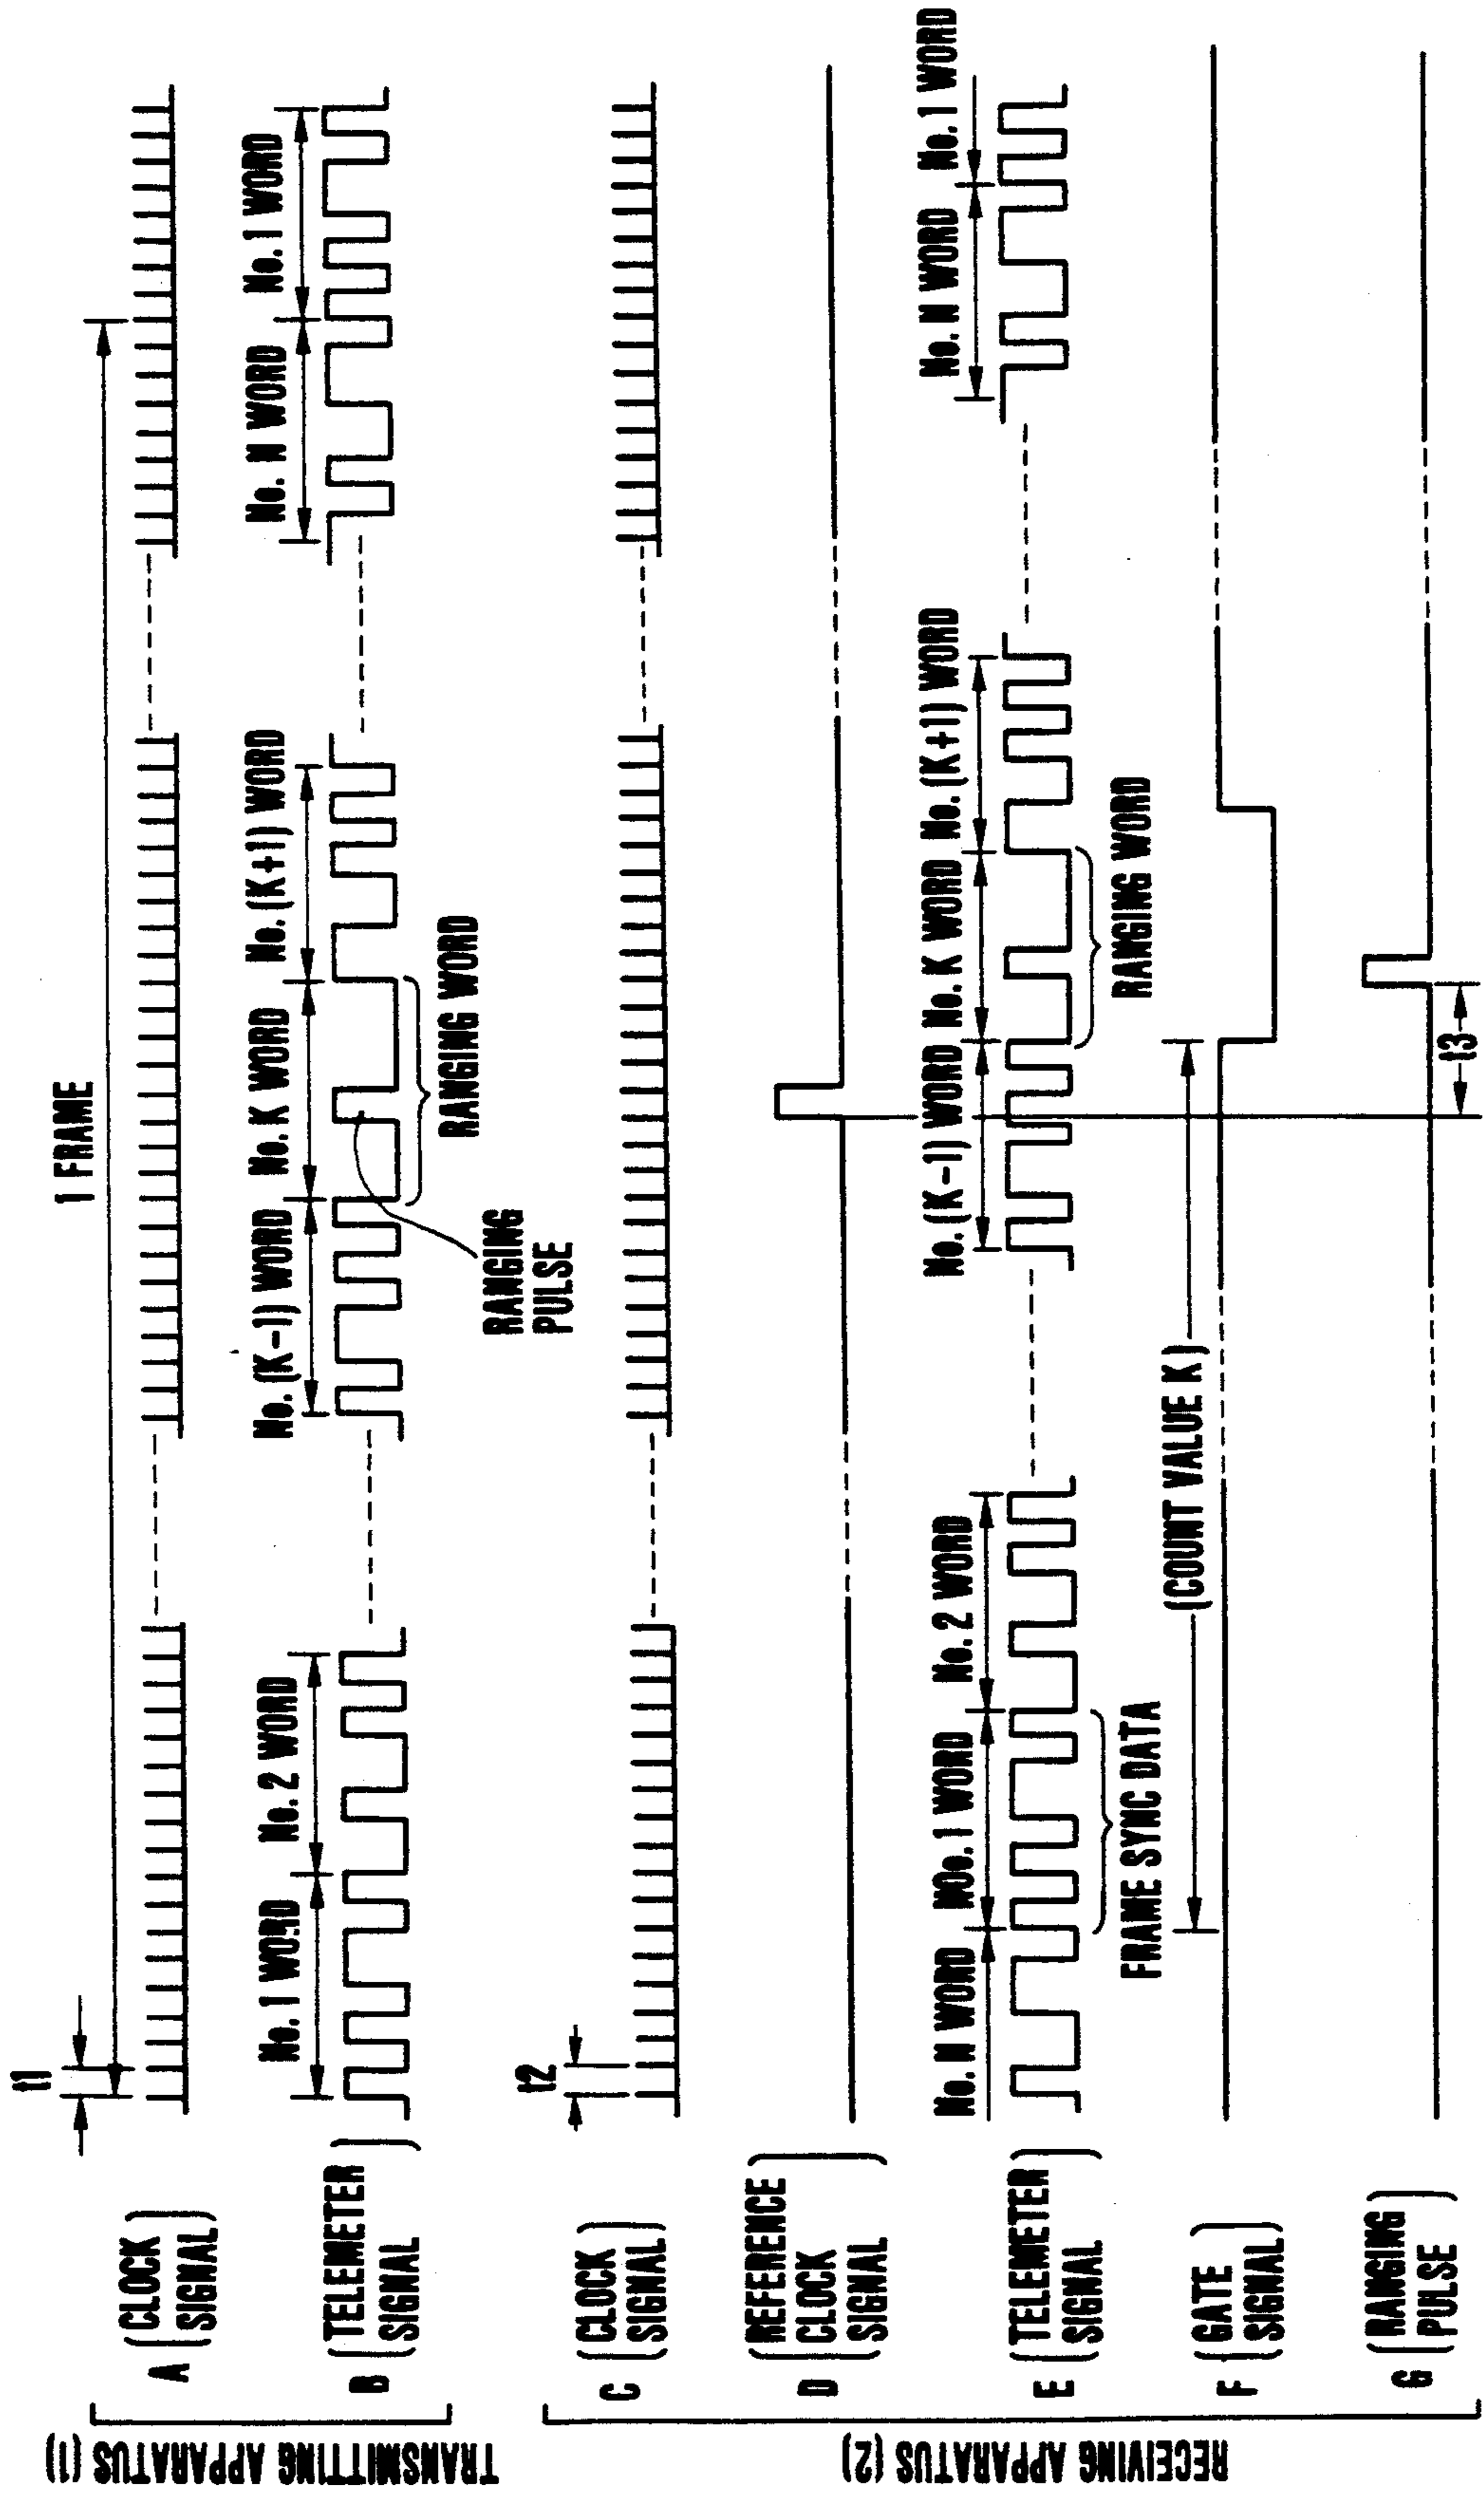 TRANSMITTING APPARATUS (1)
t1
1 FRAME
A (CLOCK
SIGNAL)
No. 1 WORD No. 2 WORD No. (K-1) WORD No. K WORD No. (K+1) WORD No. N WORD No. 1 WORD
B (TELEMETER
SIGNAL)
RANGING WORD
RANGING
PULSE
RECEIVING APPARATUS (2)
t2
C (CLOCK
SIGNAL)
D (REFERENCE
CLOCK
SIGNAL)
No. N WORD NOo. 1 WORD No. 2 WORD No. (K-1) WORD No. K WORD No. (K+1) WORD No. N WORD No. 1 WORD
E (TELEMETER
SIGNAL)
FRAME SYNC DATA
RANGING WORD
(COUNT VALUE K)
F (GATE
SIGNAL)
G (RANGING
PULSE)
t3